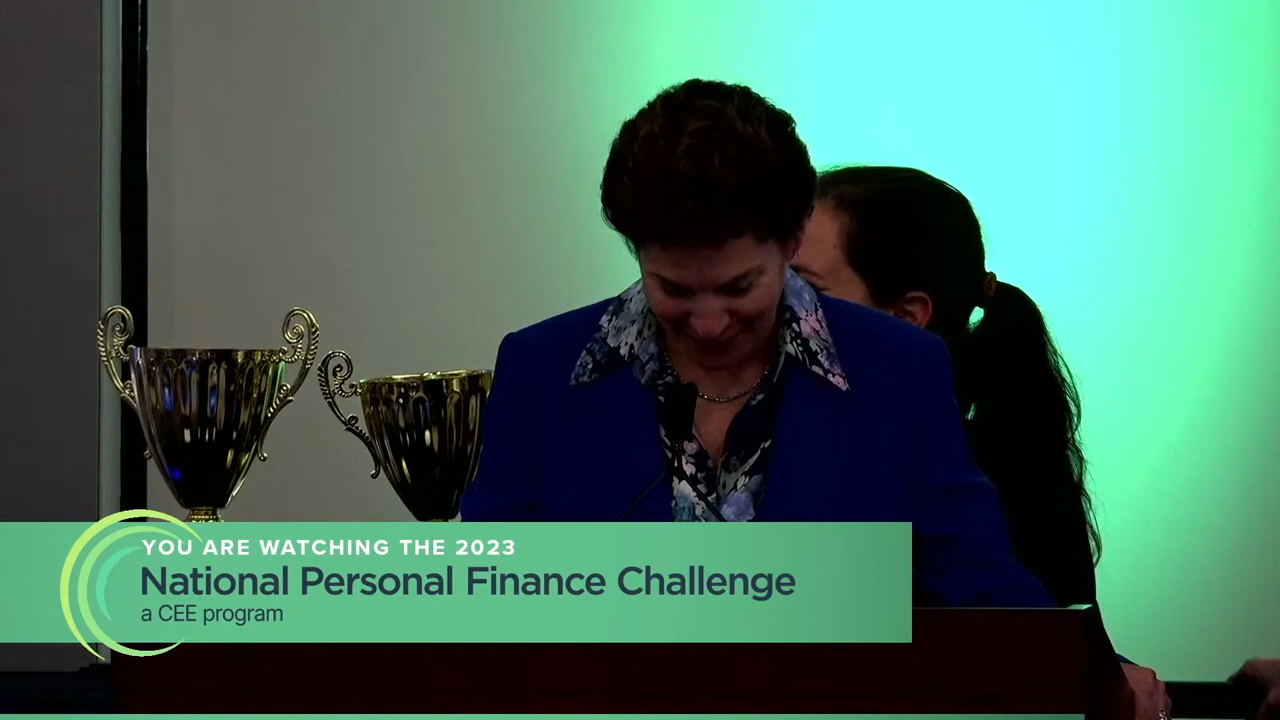 YOU ARE WATCHING THE 2023
National Personal Finance Challenge
a CEE program